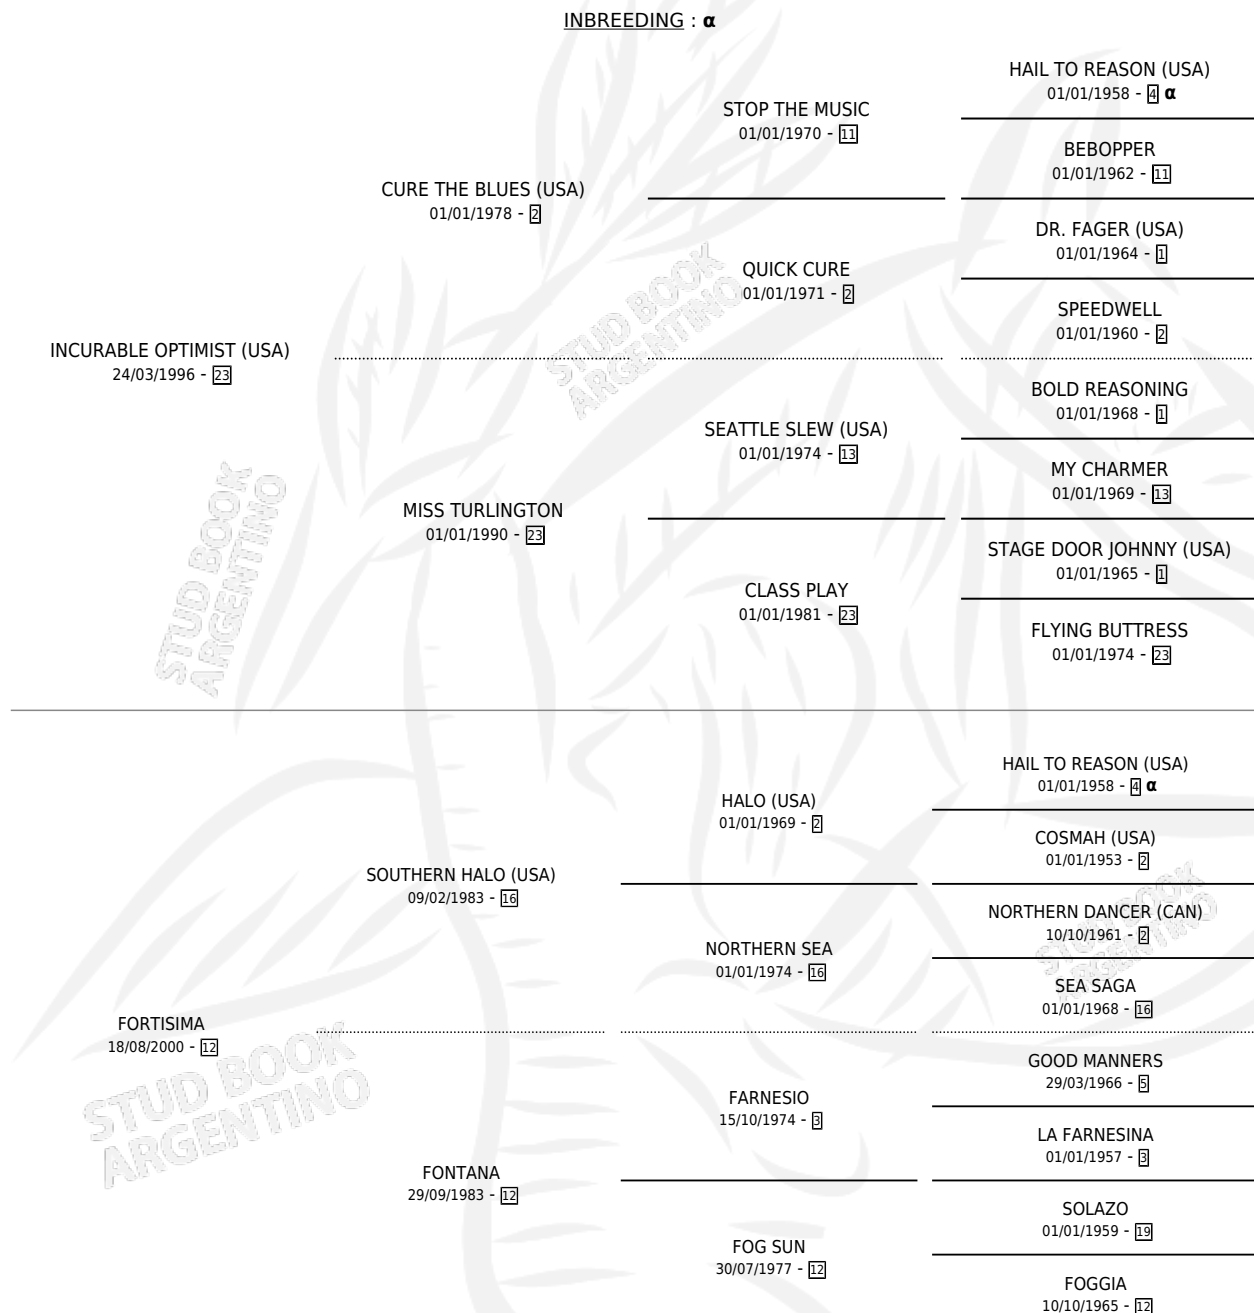 INBREEDING : α
HAIL TO REASON (USA)
01/01/1958 - 4 α
STOP THE MUSIC
01/01/1970 - 11
BEBOPPER
01/01/1962 - 11
CURE THE BLUES (USA)
01/01/1978 - 2
DR. FAGER (USA)
01/01/1964 - 1
QUICK CURE
01/01/1971 - 2
SPEEDWELL
01/01/1960 - 2
INCURABLE OPTIMIST (USA)
24/03/1996 - 23
BOLD REASONING
01/01/1968 - 1
SEATTLE SLEW (USA)
01/01/1974 - 13
MY CHARMER
01/01/1969 - 13
MISS TURLINGTON
01/01/1990 - 23
STAGE DOOR JOHNNY (USA)
01/01/1965 - 1
CLASS PLAY
01/01/1981 - 23
FLYING BUTTRESS
01/01/1974 - 23
HAIL TO REASON (USA)
01/01/1958 - 4 α
HALO (USA)
01/01/1969 - 2
COSMAH (USA)
01/01/1953 - 2
SOUTHERN HALO (USA)
09/02/1983 - 16
NORTHERN DANCER (CAN)
10/10/1961 - 2
NORTHERN SEA
01/01/1974 - 16
SEA SAGA
01/01/1968 - 16
FORTISIMA
18/08/2000 - 12
GOOD MANNERS
29/03/1966 - 5
FARNESIO
15/10/1974 - 3
LA FARNESINA
01/01/1957 - 3
FONTANA
29/09/1983 - 12
SOLAZO
01/01/1959 - 19
FOG SUN
30/07/1977 - 12
FOGGIA
10/10/1965 - 12
STUD BOOK
ARGENTINO
STUD BOOK
ARGENTINO
STUD BOOK
ARGENTINO
STUD BOOK
ARGENTINO